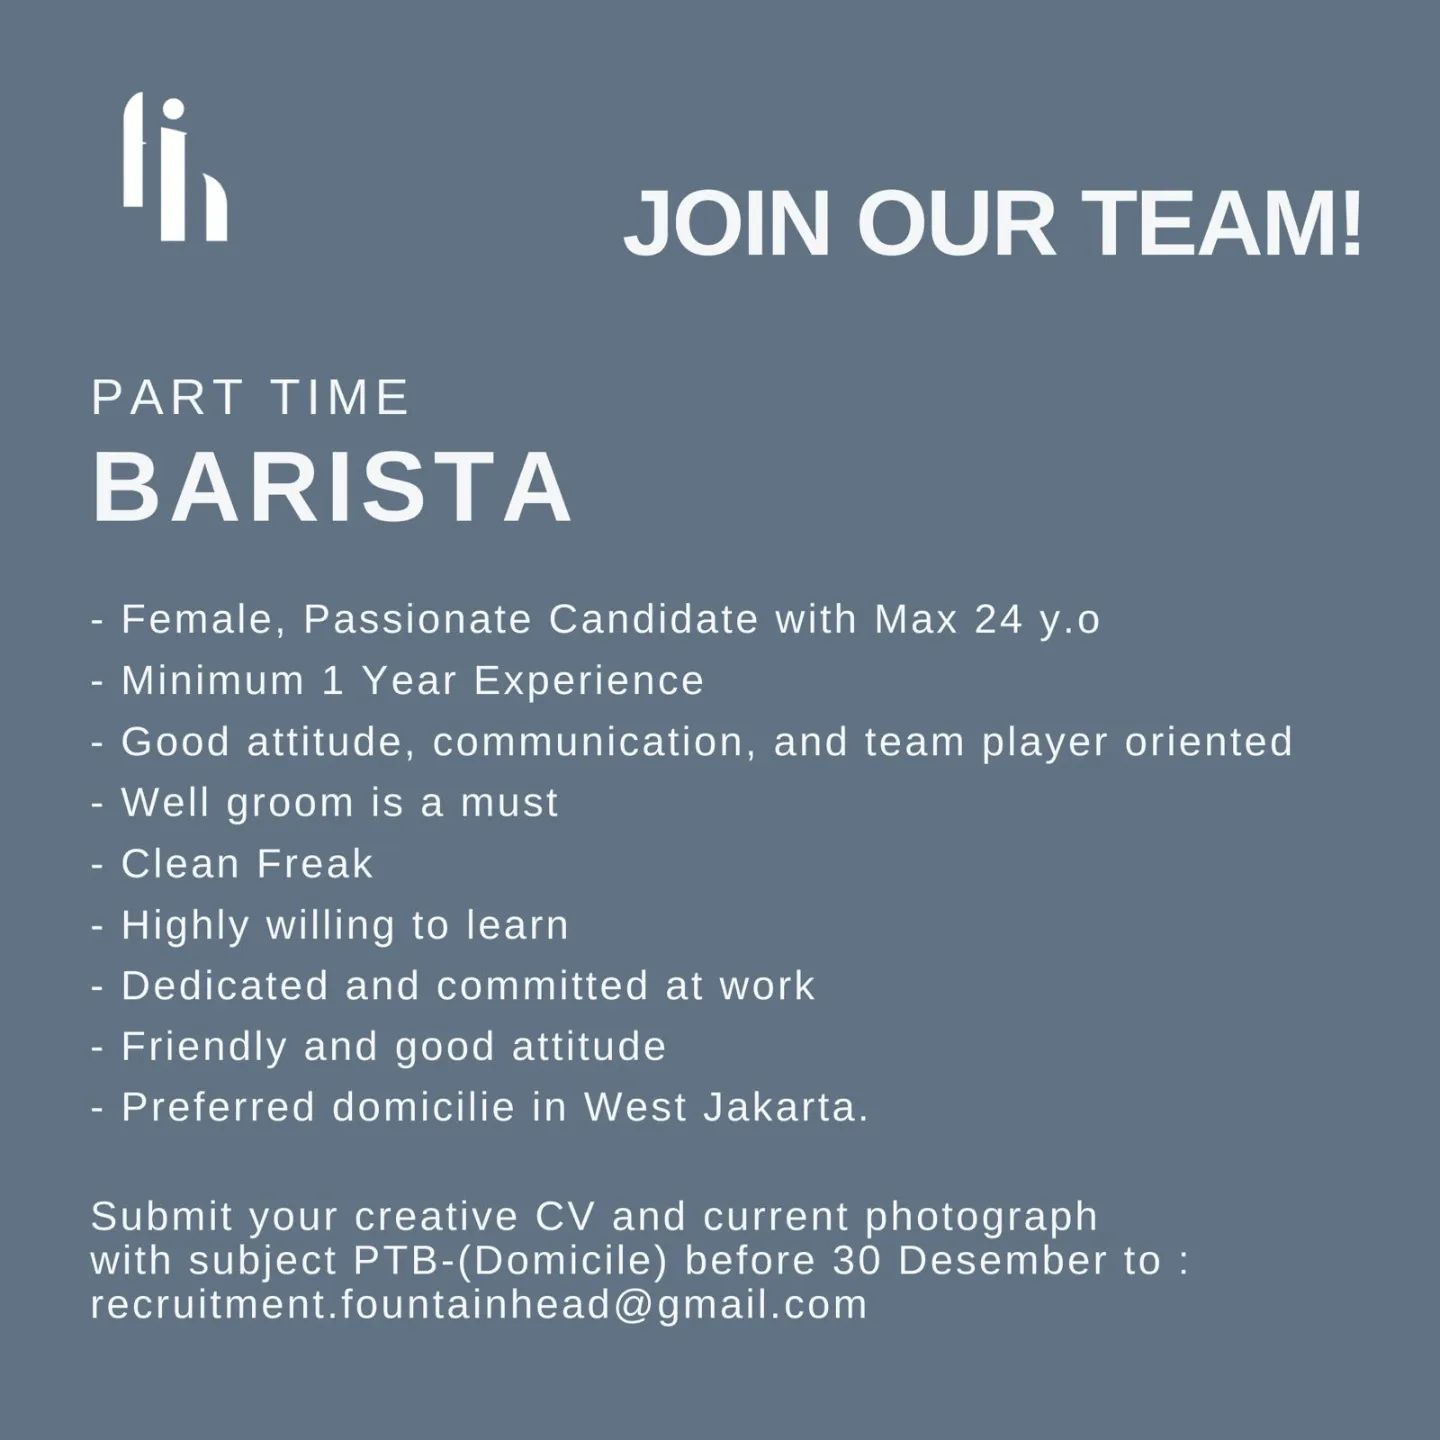 fih
JOIN OUR TEAM!
PART TIME
BARISTA
- Female, Passionate Candidate with Max 24 y.o
- Minimum 1 Year Experience
- Good attitude, communication, and team player oriented
- Well groom is a must
- Clean Freak
- Highly willing to learn
- Dedicated and committed at work
- Friendly and good attitude
- Preferred domicilie in West Jakarta.
Submit your creative CV and current photograph
with subject PTB-(Domicile) before 30 Desember to :
recruitment.fountainhead@gmail.com